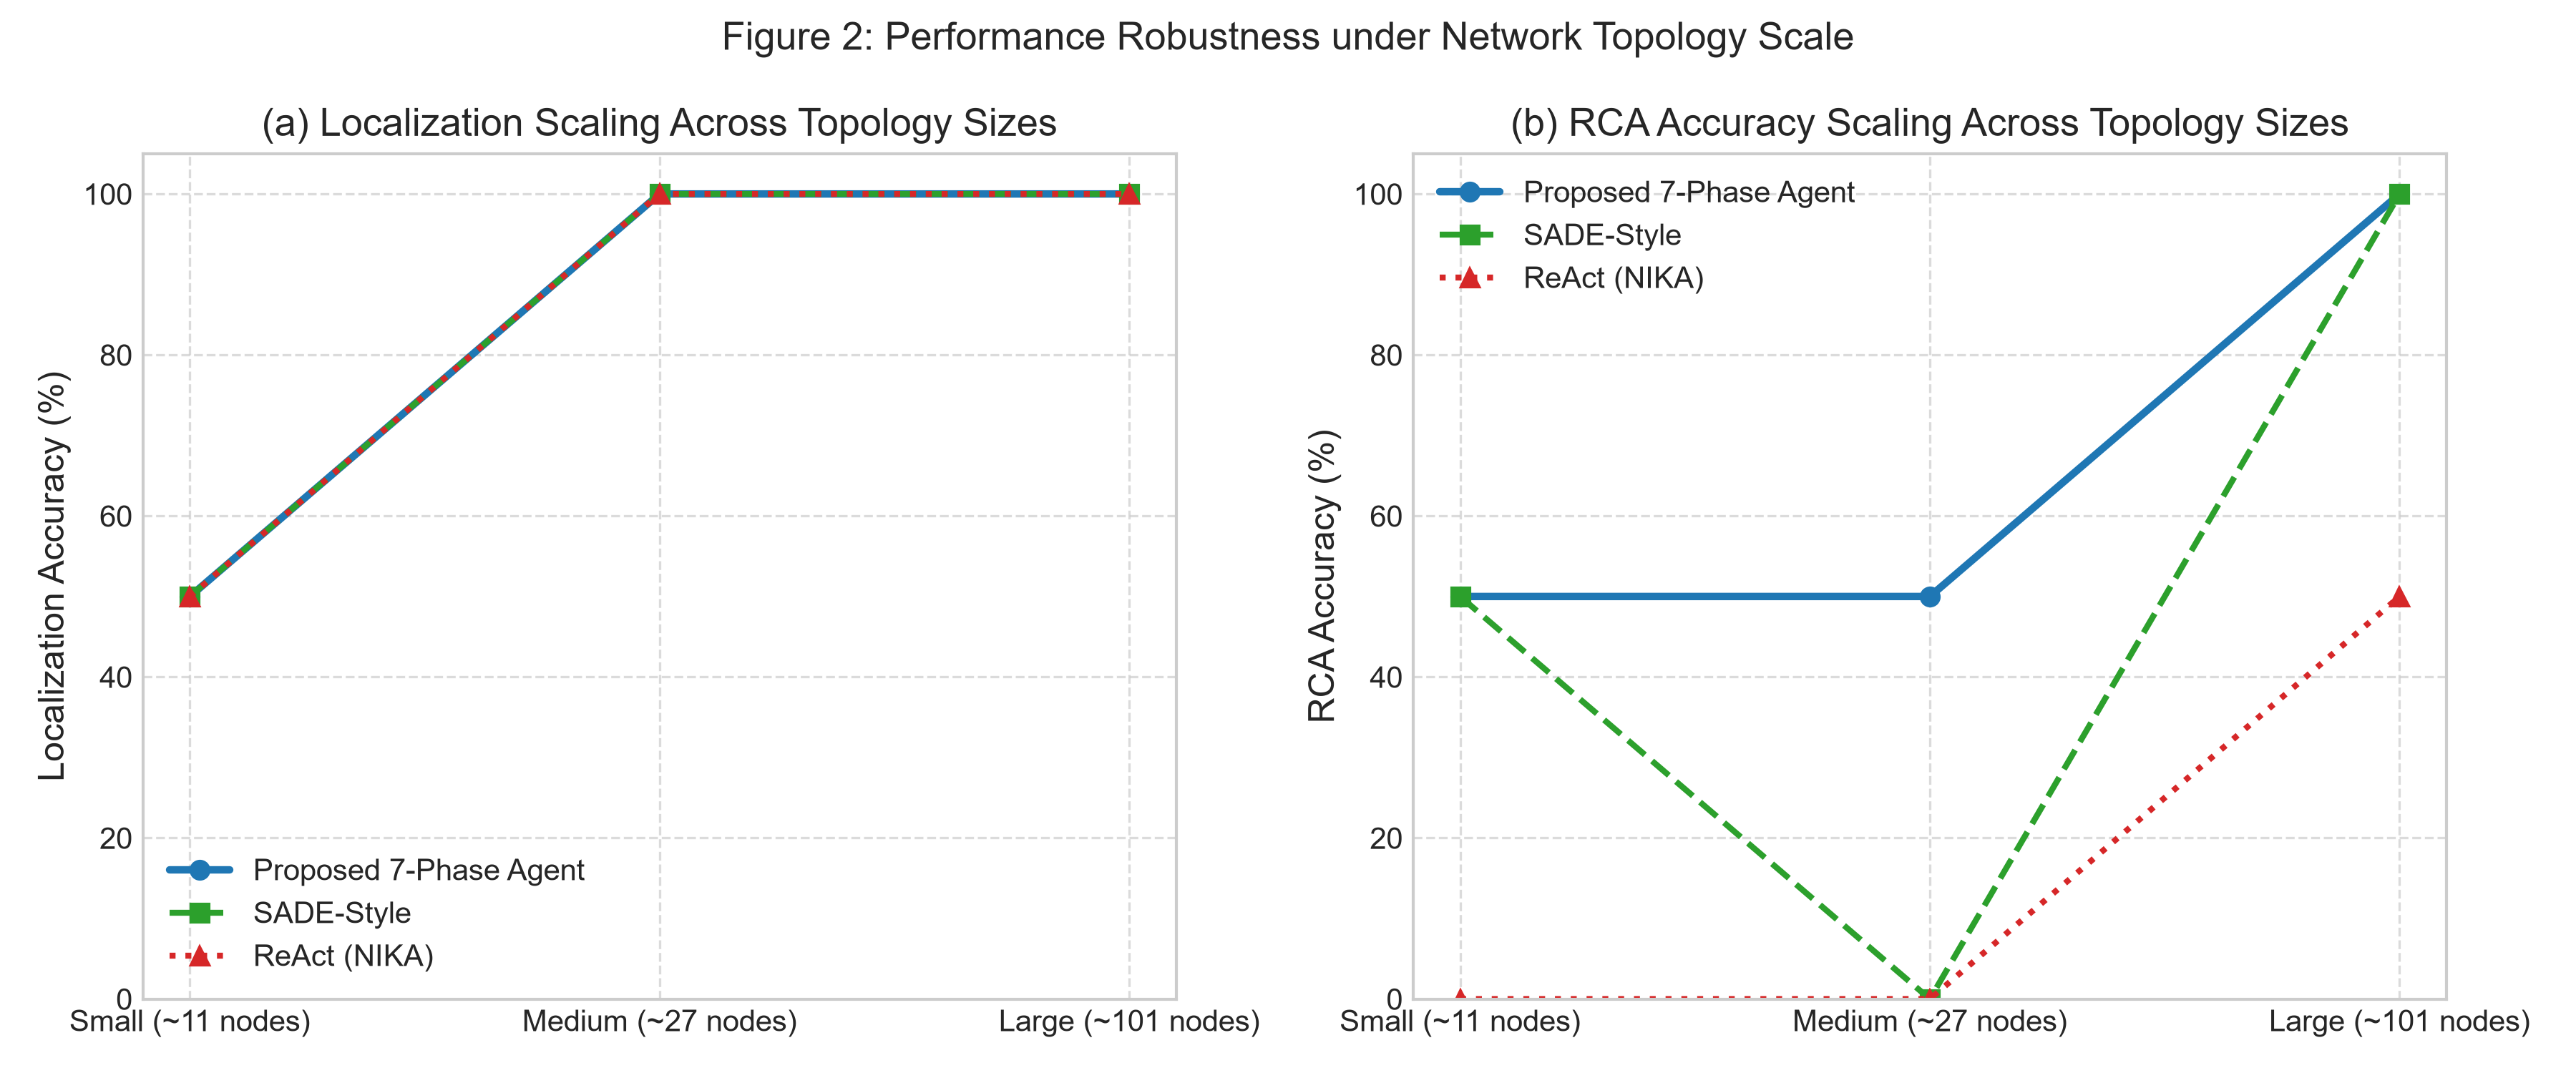 Figure 2: Performance Robustness under Network Topology Scale
(a) Localization Scaling Across Topology Sizes
Localization Accuracy (%)
100
80
60
40
20
0
Proposed 7-Phase Agent
SADE-Style
ReAct (NIKA)
Small (~11 nodes)
Medium (~27 nodes)
Large (~101 nodes)
(b) RCA Accuracy Scaling Across Topology Sizes
RCA Accuracy (%)
100
80
60
40
20
0
Proposed 7-Phase Agent
SADE-Style
ReAct (NIKA)
Small (~11 nodes)
Medium (~27 nodes)
Large (~101 nodes)